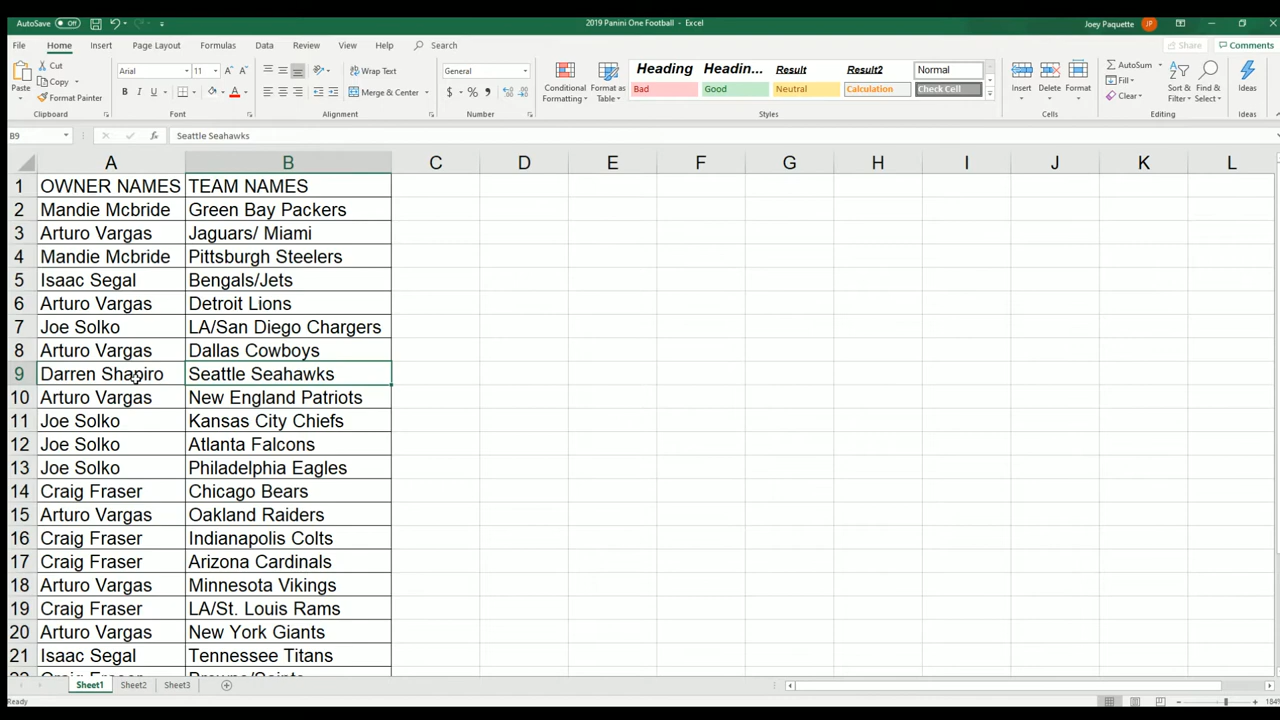 AutoSave Off 2019 Panini One Football - Excel Joey Paquette JP
File Home Insert Page Layout Formulas Data Review View Help Search Share Comments
Paste Cut Copy Format Painter Clipboard
Arial 11 A A B I U A Font
Wrap Text Merge & Center Alignment
General $ % , Number
Conditional Formatting Format as Table
Heading Headin... Result Result2 Normal
Bad Good Neutral Calculation Check Cell
Styles
Insert Delete Format Cells
AutoSum Fill Clear Sort & Filter Find & Select Editing
Ideas Ideas
B9 fx Seattle Seahawks
A B C D E F G H I J K L
1 OWNER NAMES TEAM NAMES
2 Mandie Mcbride Green Bay Packers
3 Arturo Vargas Jaguars/ Miami
4 Mandie Mcbride Pittsburgh Steelers
5 Isaac Segal Bengals/Jets
6 Arturo Vargas Detroit Lions
7 Joe Solko LA/San Diego Chargers
8 Arturo Vargas Dallas Cowboys
9 Darren Shapiro Seattle Seahawks
10 Arturo Vargas New England Patriots
11 Joe Solko Kansas City Chiefs
12 Joe Solko Atlanta Falcons
13 Joe Solko Philadelphia Eagles
14 Craig Fraser Chicago Bears
15 Arturo Vargas Oakland Raiders
16 Craig Fraser Indianapolis Colts
17 Craig Fraser Arizona Cardinals
18 Arturo Vargas Minnesota Vikings
19 Craig Fraser LA/St. Louis Rams
20 Arturo Vargas New York Giants
21 Isaac Segal Tennessee Titans
22 Craig Fraser Browns/Saints
Sheet1 Sheet2 Sheet3
Ready 184%